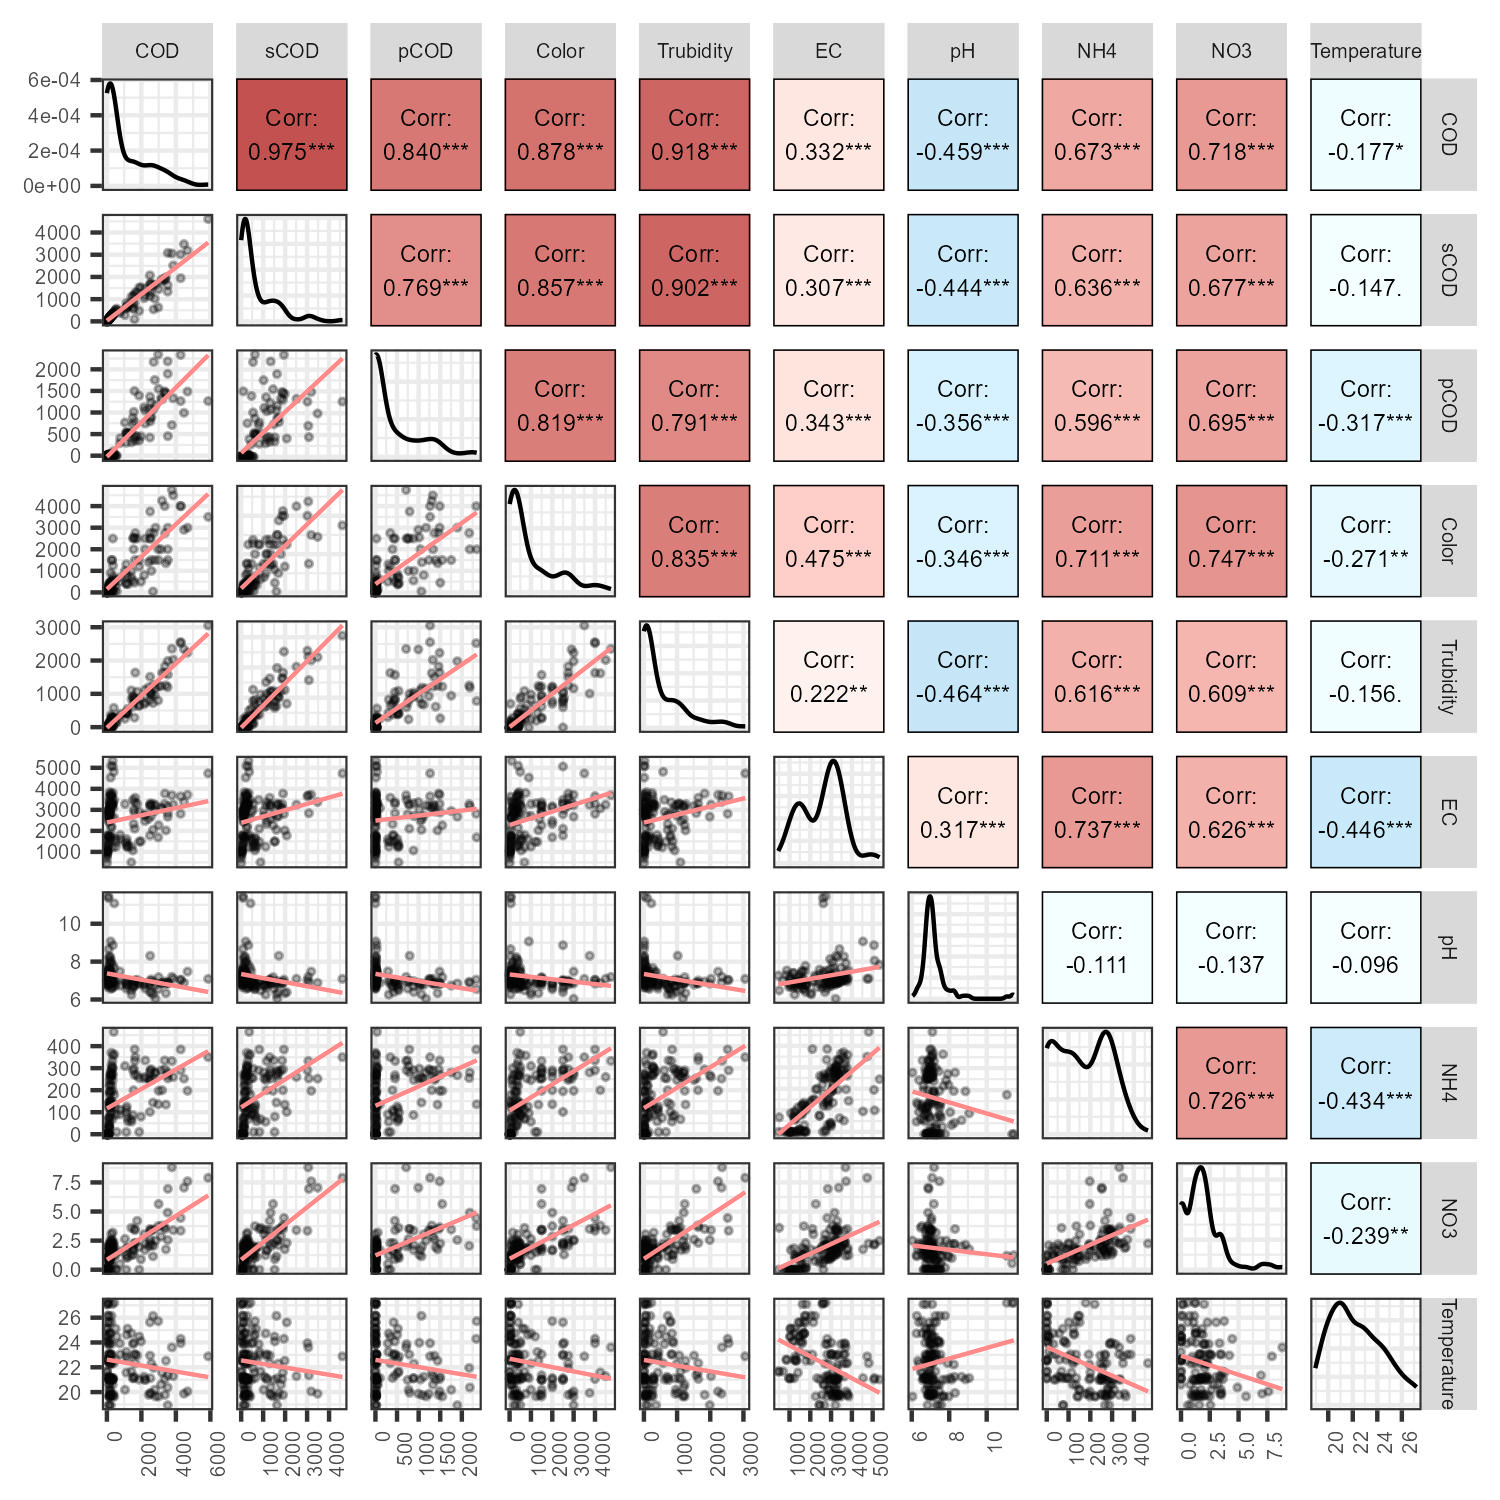 COD sCOD pCOD Color Trubidity EC pH NH4 NO3 Temperature
6e-04
4e-04
2e-04
0e+00
Corr: Corr: Corr: Corr: Corr: Corr: Corr: Corr: Corr:
0.975*** 0.840*** 0.878*** 0.918*** 0.332*** -0.459*** 0.673*** 0.718*** -0.177*
COD
4000
3000
2000
1000
0
Corr: Corr: Corr: Corr: Corr: Corr: Corr: Corr:
0.769*** 0.857*** 0.902*** 0.307*** -0.444*** 0.636*** 0.677*** -0.147.
sCOD
2000
1500
1000
500
0
Corr: Corr: Corr: Corr: Corr: Corr: Corr:
0.819*** 0.791*** 0.343*** -0.356*** 0.596*** 0.695*** -0.317***
pCOD
4000
3000
2000
1000
0
Corr: Corr: Corr: Corr: Corr: Corr:
0.835*** 0.475*** -0.346*** 0.711*** 0.747*** -0.271**
Color
3000
2000
1000
0
Corr: Corr: Corr: Corr: Corr:
0.222** -0.464*** 0.616*** 0.609*** -0.156.
Trubidity
5000
4000
3000
2000
1000
Corr: Corr: Corr: Corr:
0.317*** 0.737*** 0.626*** -0.446***
EC
10
8
6
Corr: Corr: Corr:
-0.111 -0.137 -0.096
pH
400
300
200
100
0
Corr: Corr:
0.726*** -0.434***
NH4
7.5
5.0
2.5
0.0
Corr:
-0.239**
NO3
26
24
22
20
Temperature
0 2000 4000 6000
0 1000 2000 3000 4000
0 500 1000 1500 2000
0 1000 2000 3000 4000
0 1000 2000 3000
1000 2000 3000 4000 5000
6 8 10
0 100 200 300 400
0.0 2.5 5.0 7.5
20 22 24 26